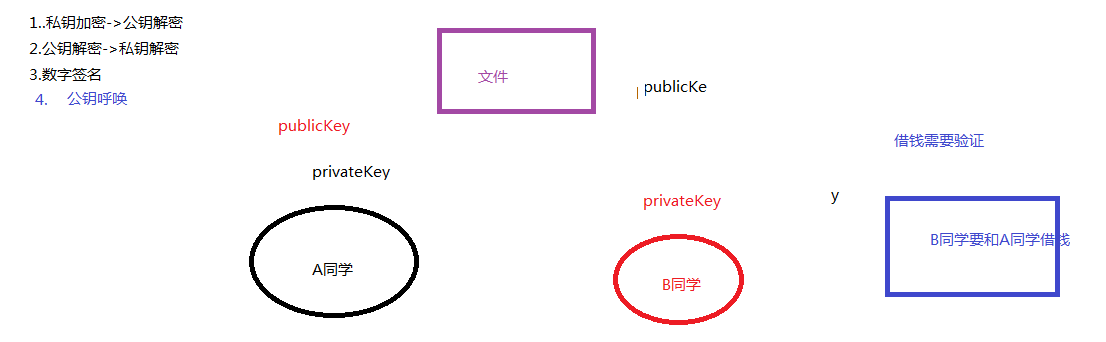 1..私钥加密->公钥解密
2.公钥解密->私钥解密
3.数字签名
4. 公钥呼唤
文件
publicKe
publicKey
借钱需要验证
privateKey
privateKey
y
B同学要和A同学借钱
A同学
B同学